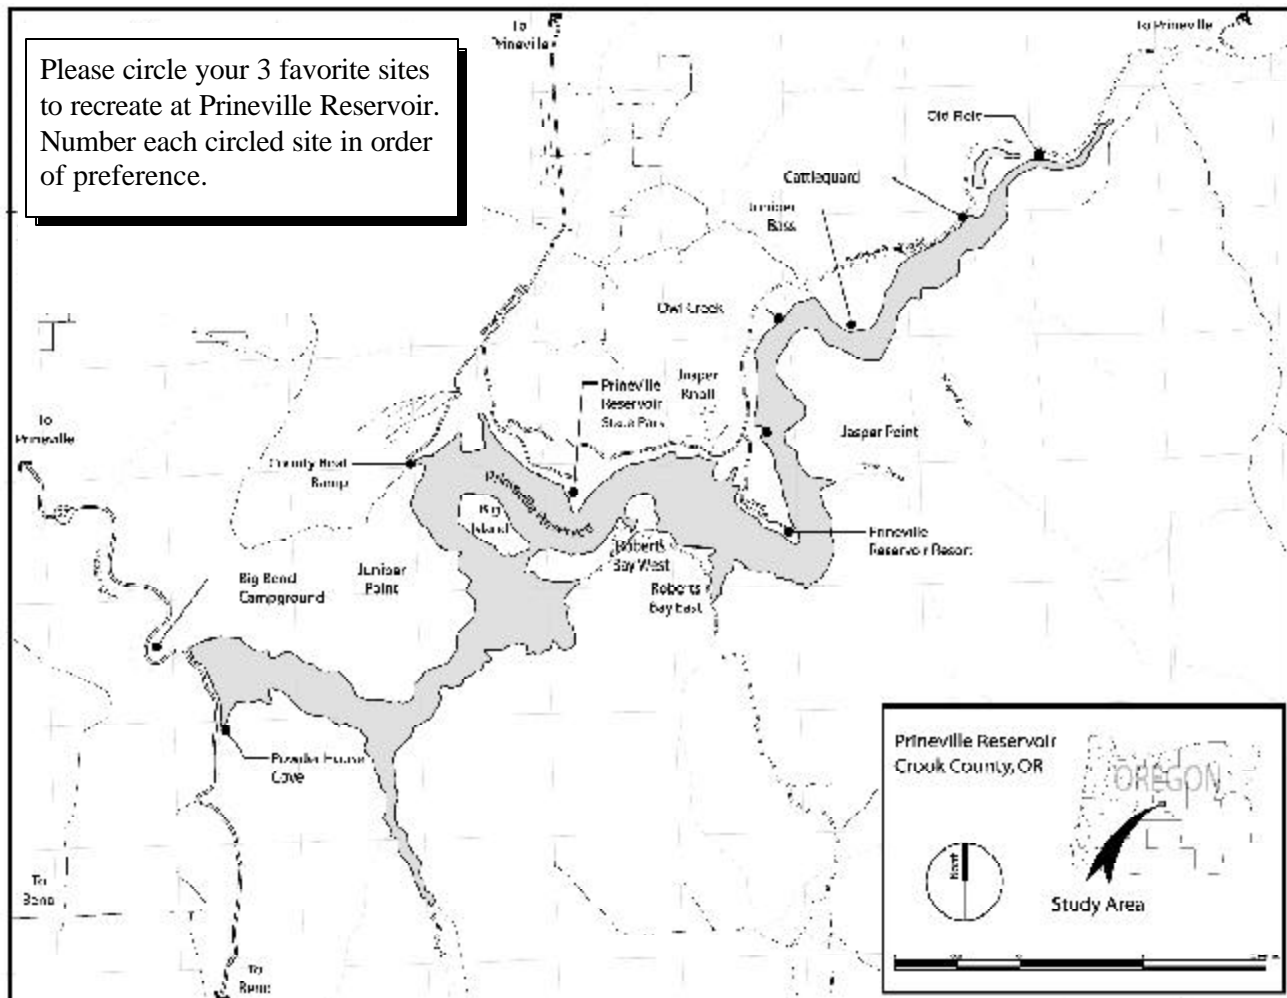 Please circle your 3 favorite sites
to recreate at Prineville Reservoir.
Number each circled site in order
of preference.
To
Prineville
To Prineville
Old Field
Cattleguard
Juniper
Bass
Owl Creek
Prineville
Reservoir
State Park
Jasper
Knoll
Jasper Point
To
Prineville
County Boat
Ramp
Prineville Reservoir
Big
Island
Roberts
Bay West
Prineville
Reservoir Resort
Roberts
Bay East
Juniper
Point
Big Bend
Campground
Powder House
Cove
To
Bend
To
Bend
Prineville Reservoir
Crook County, OR
OREGON
North
Study Area